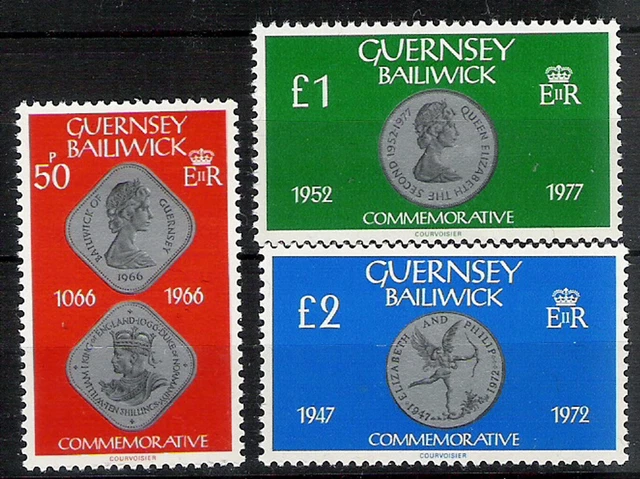 GUERNSEY
BAILIWICK
50P
EIIR
BAILIWICK OF GUERNSEY
1966
1066 1966
WILLIAM I KING OF ENGLAND·1066·DUKE OF NORMANDY·TEN SHILLINGS·
COMMEMORATIVE
COURVOISIER
GUERNSEY
BAILIWICK
£1
EIIR
QUEEN ELIZABETH THE SECOND 1952·1977
1952 1977
COMMEMORATIVE
COURVOISIER
GUERNSEY
BAILIWICK
£2
EIIR
ELIZABETH AND PHILIP
·1947·1972·
1947 1972
COMMEMORATIVE
COURVOISIER